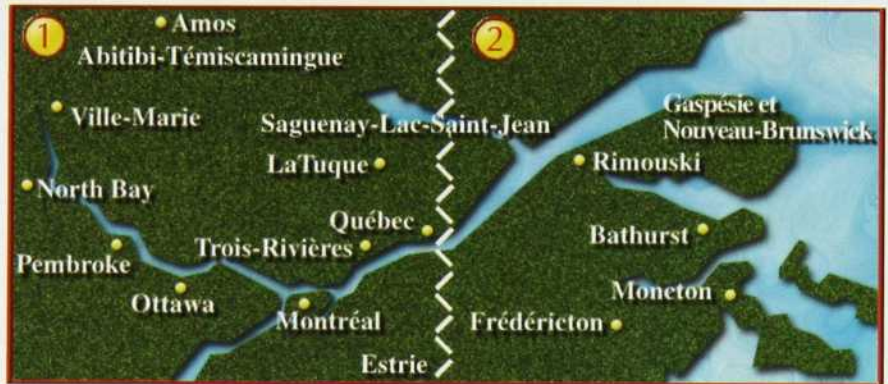 1
Amos
Abitibi-Témiscamingue
Ville-Marie
Saguenay-Lac-Saint-Jean
LaTuque
North Bay
Québec
Trois-Rivières
Pembroke
Ottawa
Montréal
Estrie
2
Gaspésie et
Nouveau-Brunswick
Rimouski
Bathurst
Moncton
Frédéricton